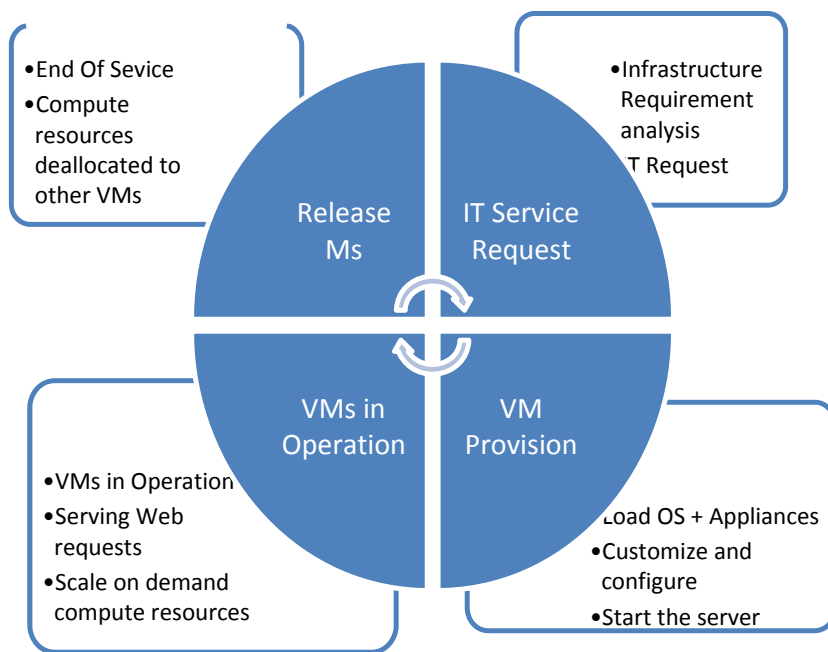 •End Of Sevice
•Compute
resources
deallocated to
other VMs
•Infrastructure
Requirement
analysis
T Request
Release
Ms
IT Service
Request
VMs in
Operation
VM
Provision
•VMs in Operation
•Serving Web
requests
•Scale on demand
compute resources
Load OS + Appliances
•Customize and
configure
•Start the server